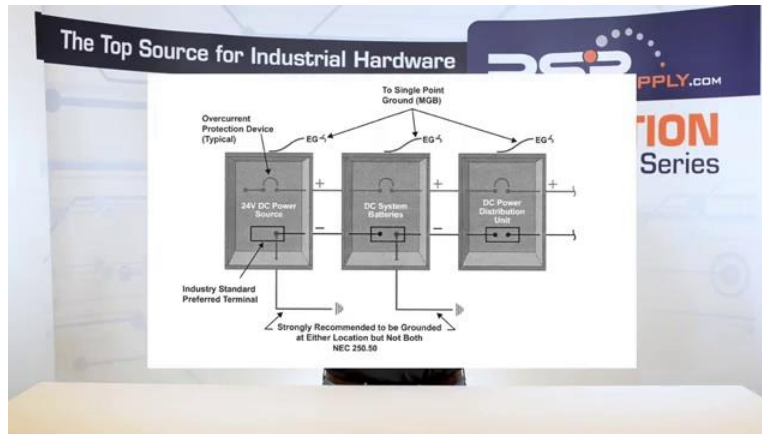 The Top Source for Industrial Hardware
PPLY.COM
TION
Series
To Single Point
Ground (MGB)
Overcurrent
Protection Device
(Typical)
EG
EG
EG
+
+
+
24V DC Power
Source
DC System
Batteries
DC Power
Distribution
Unit
–
–
Industry Standard
Preferred Terminal
Strongly Recommended to be Grounded
at Either Location but Not Both
NEC 250.50